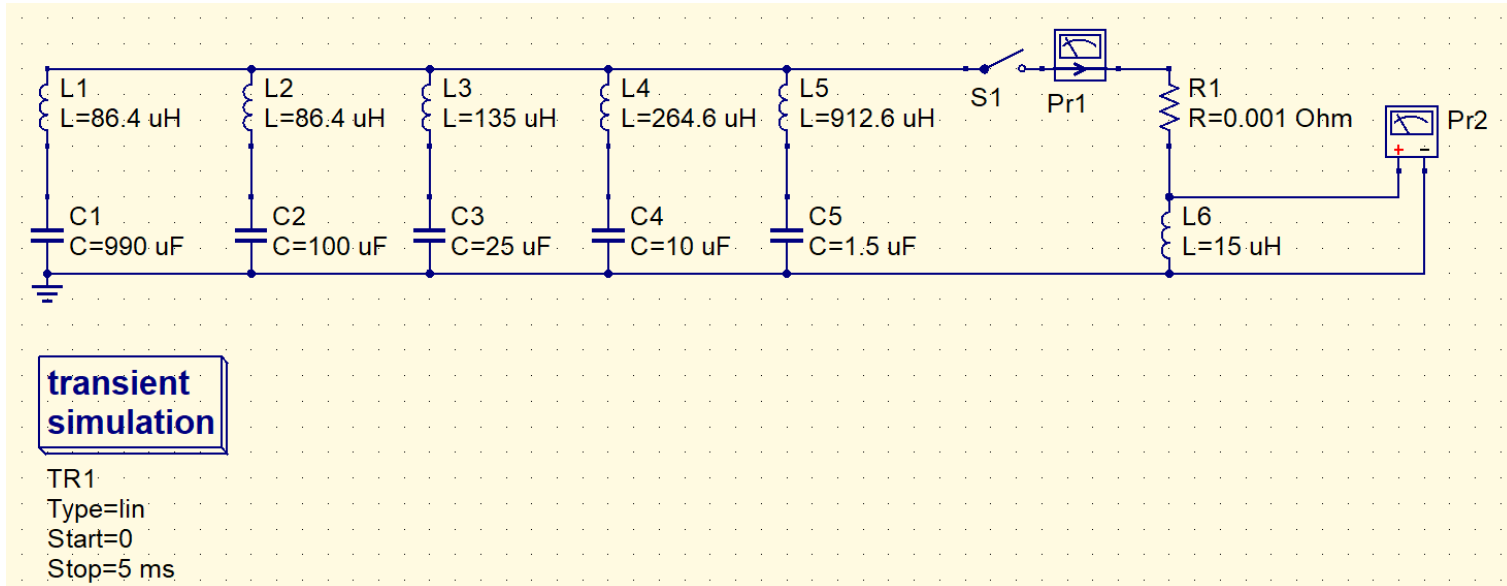 L1
L=86.4 uH
L2
L=86.4 uH
L3
L=135 uH
L4
L=264.6 uH
L5
L=912.6 uH
S1
Pr1
R1
R=0.001 Ohm
Pr2
+ −
C1
C=990 uF
C2
C=100 uF
C3
C=25 uF
C4
C=10 uF
C5
C=1.5 uF
L6
L=15 uH
transient
simulation
TR1
Type=lin
Start=0
Stop=5 ms